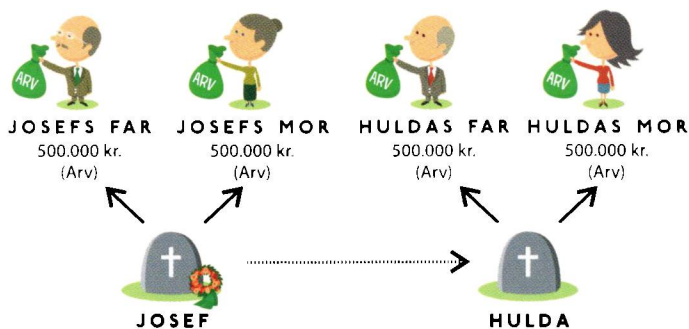 ARV ARV ARV ARV
JOSEFS FAR JOSEFS MOR HULDAS FAR HULDAS MOR
500.000 kr. 500.000 kr. 500.000 kr. 500.000 kr.
(Arv) (Arv) (Arv) (Arv)
JOSEF HULDA